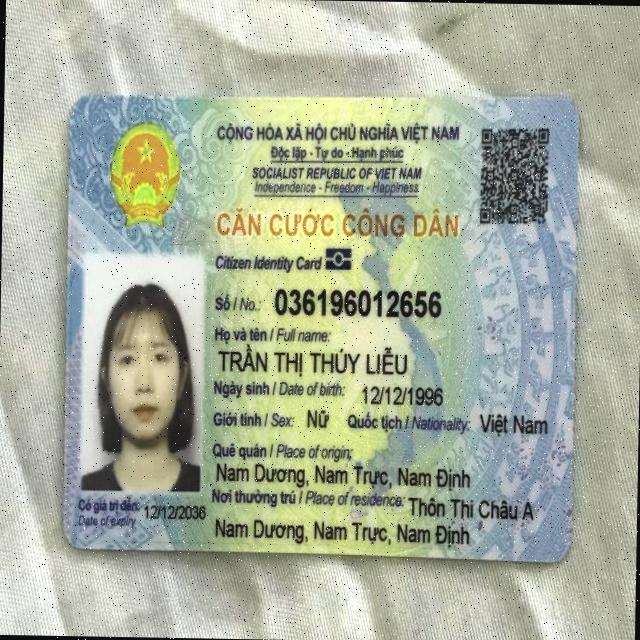 CỘNG HÒA XÃ HỘI CHỦ NGHĨA VIỆT NAM
Độc lập - Tự do - Hạnh phúc
SOCIALIST REPUBLIC OF VIET NAM
Independence - Freedom - Happiness
CĂN CƯỚC CÔNG DÂN
Citizen Identity Card
Số / No.: 036196012656
Họ và tên / Full name:
TRẦN THỊ THÚY LIỄU
Ngày sinh / Date of birth: 12/12/1996
Giới tính / Sex: Nữ Quốc tịch / Nationality: Việt Nam
Quê quán / Place of origin:
Nam Dương, Nam Trực, Nam Định
Nơi thường trú / Place of residence: Thôn Thi Châu A
Nam Dương, Nam Trực, Nam Định
Có giá trị đến: 12/12/2036
Date of expiry